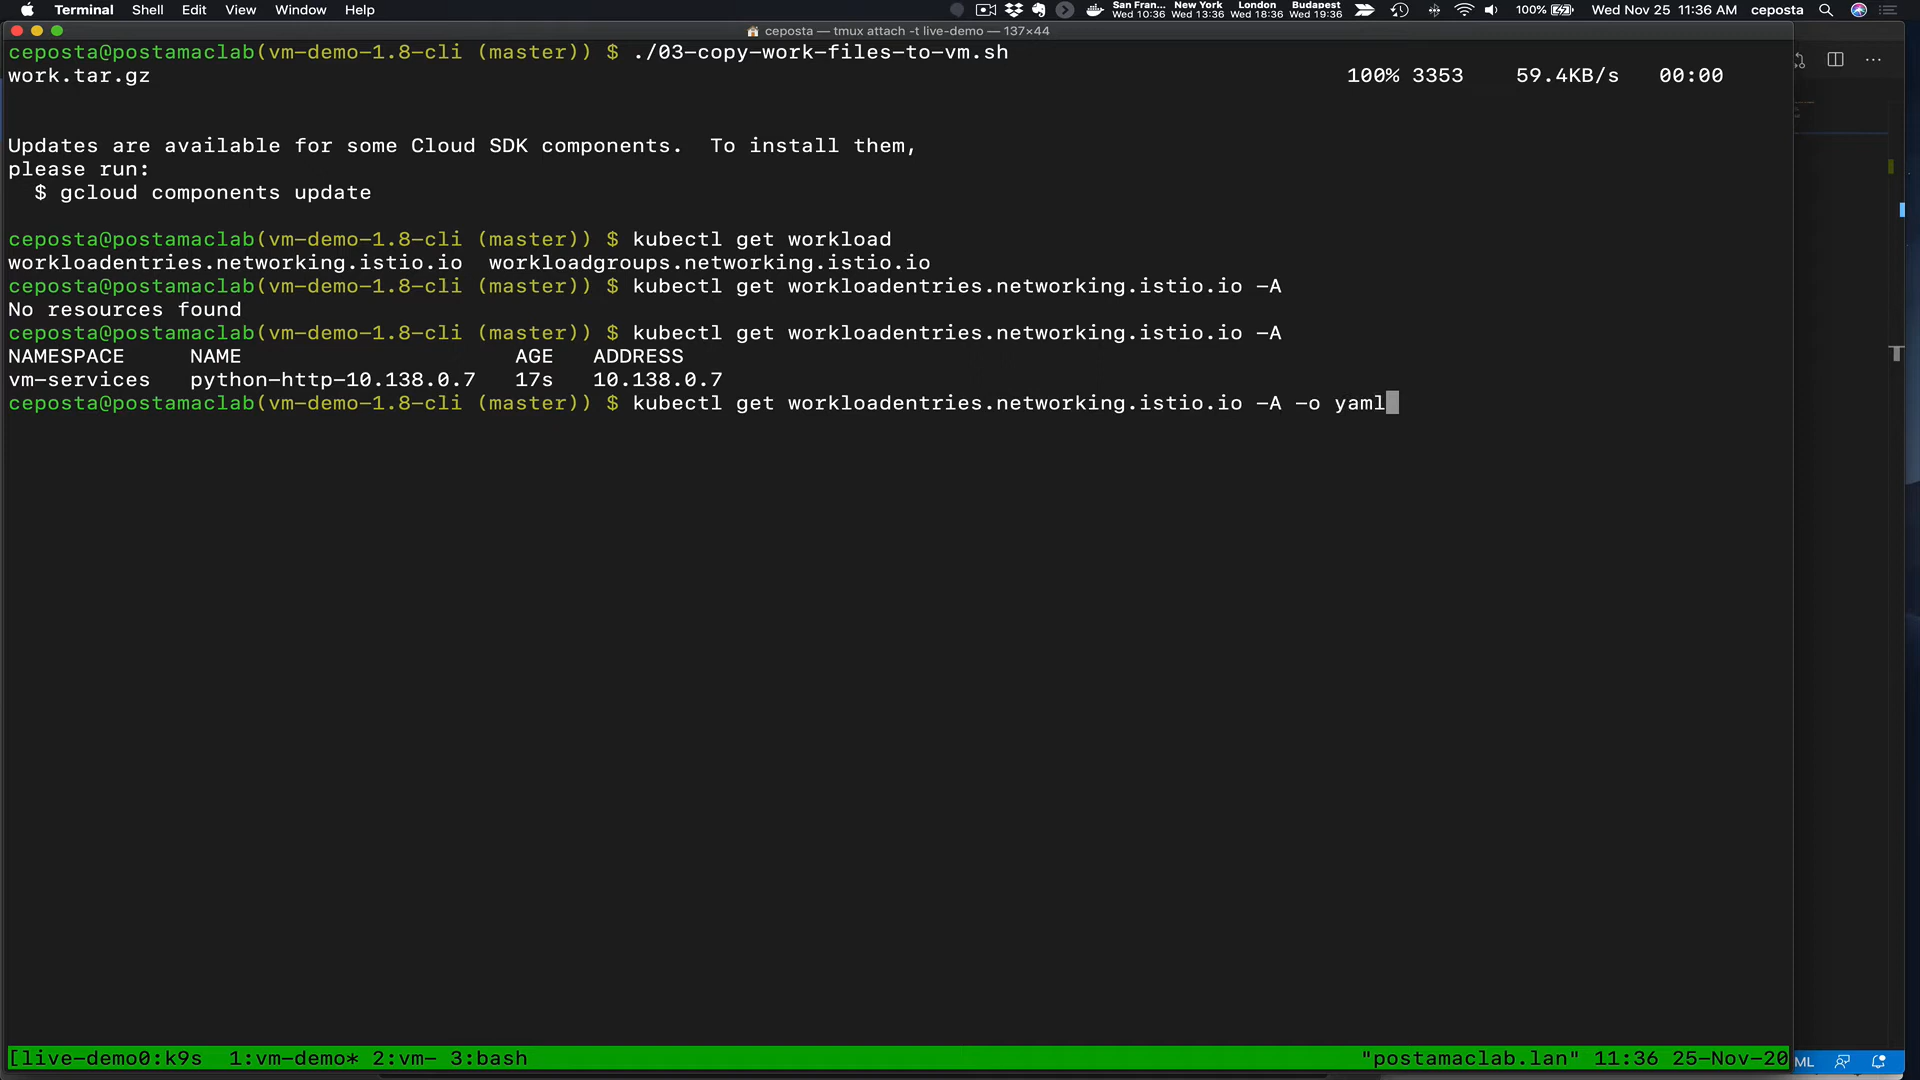 Terminal Shell Edit View Window Help
San Fran... New York London Budapest
Wed 10:36 Wed 13:36 Wed 18:36 Wed 19:36
100% Wed Nov 25 11:36 AM ceposta
ceposta — tmux attach -t live-demo — 137×44
ceposta@postamaclab(vm-demo-1.8-cli (master)) $ ./03-copy-work-files-to-vm.sh
work.tar.gz 100% 3353 59.4KB/s 00:00
Updates are available for some Cloud SDK components. To install them,
please run:
$ gcloud components update
ceposta@postamaclab(vm-demo-1.8-cli (master)) $ kubectl get workload
workloadentries.networking.istio.io workloadgroups.networking.istio.io
ceposta@postamaclab(vm-demo-1.8-cli (master)) $ kubectl get workloadentries.networking.istio.io -A
No resources found
ceposta@postamaclab(vm-demo-1.8-cli (master)) $ kubectl get workloadentries.networking.istio.io -A
NAMESPACE NAME AGE ADDRESS
vm-services python-http-10.138.0.7 17s 10.138.0.7
ceposta@postamaclab(vm-demo-1.8-cli (master)) $ kubectl get workloadentries.networking.istio.io -A -o yaml
[live-demo0:k9s 1:vm-demo* 2:vm- 3:bash "postamaclab.lan" 11:36 25-Nov-20
ML